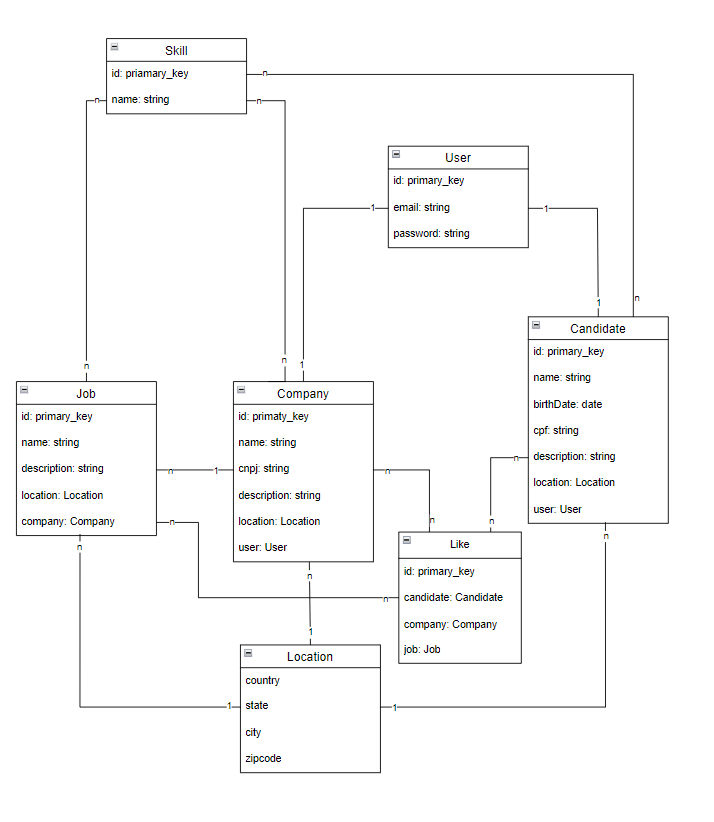 Skill
id: priamary_key
name: string
n
n
n
User
id: primary_key
email: string
password: string
1
1
n
1
n
n
1
Candidate
id: primary_key
name: string
birthDate: date
cpf: string
description: string
location: Location
user: User
Job
id: primary_key
name: string
description: string
location: Location
company: Company
Company
id: primaty_key
name: string
cnpj: string
description: string
location: Location
user: User
n
1
n
n
n
n
n
n
n
n
n
Like
id: primary_key
candidate: Candidate
company: Company
job: Job
1
Location
country
state
city
zipcode
1
1